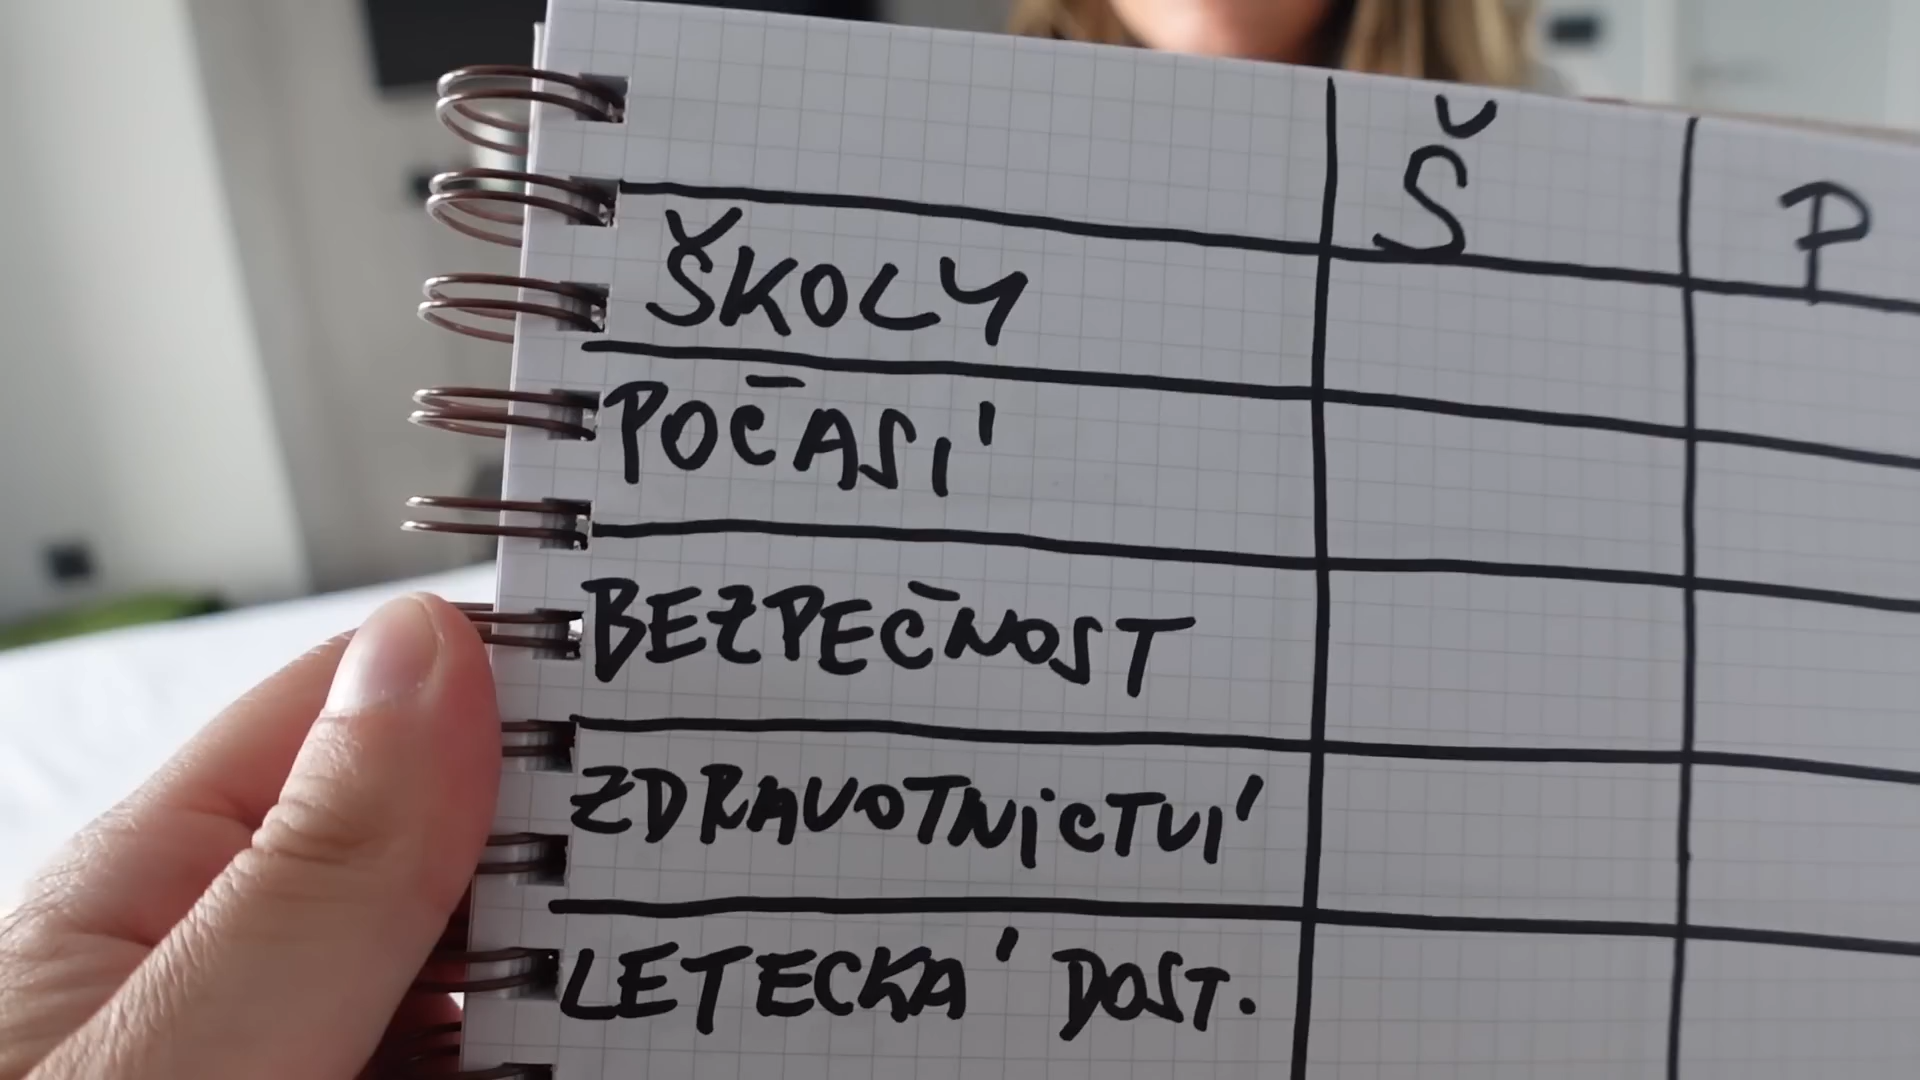 Š P
ŠKOLY
POČASÍ
BEZPEČNOST
ZDRAVOTNiCTVÍ
LETECKÁ DOST.